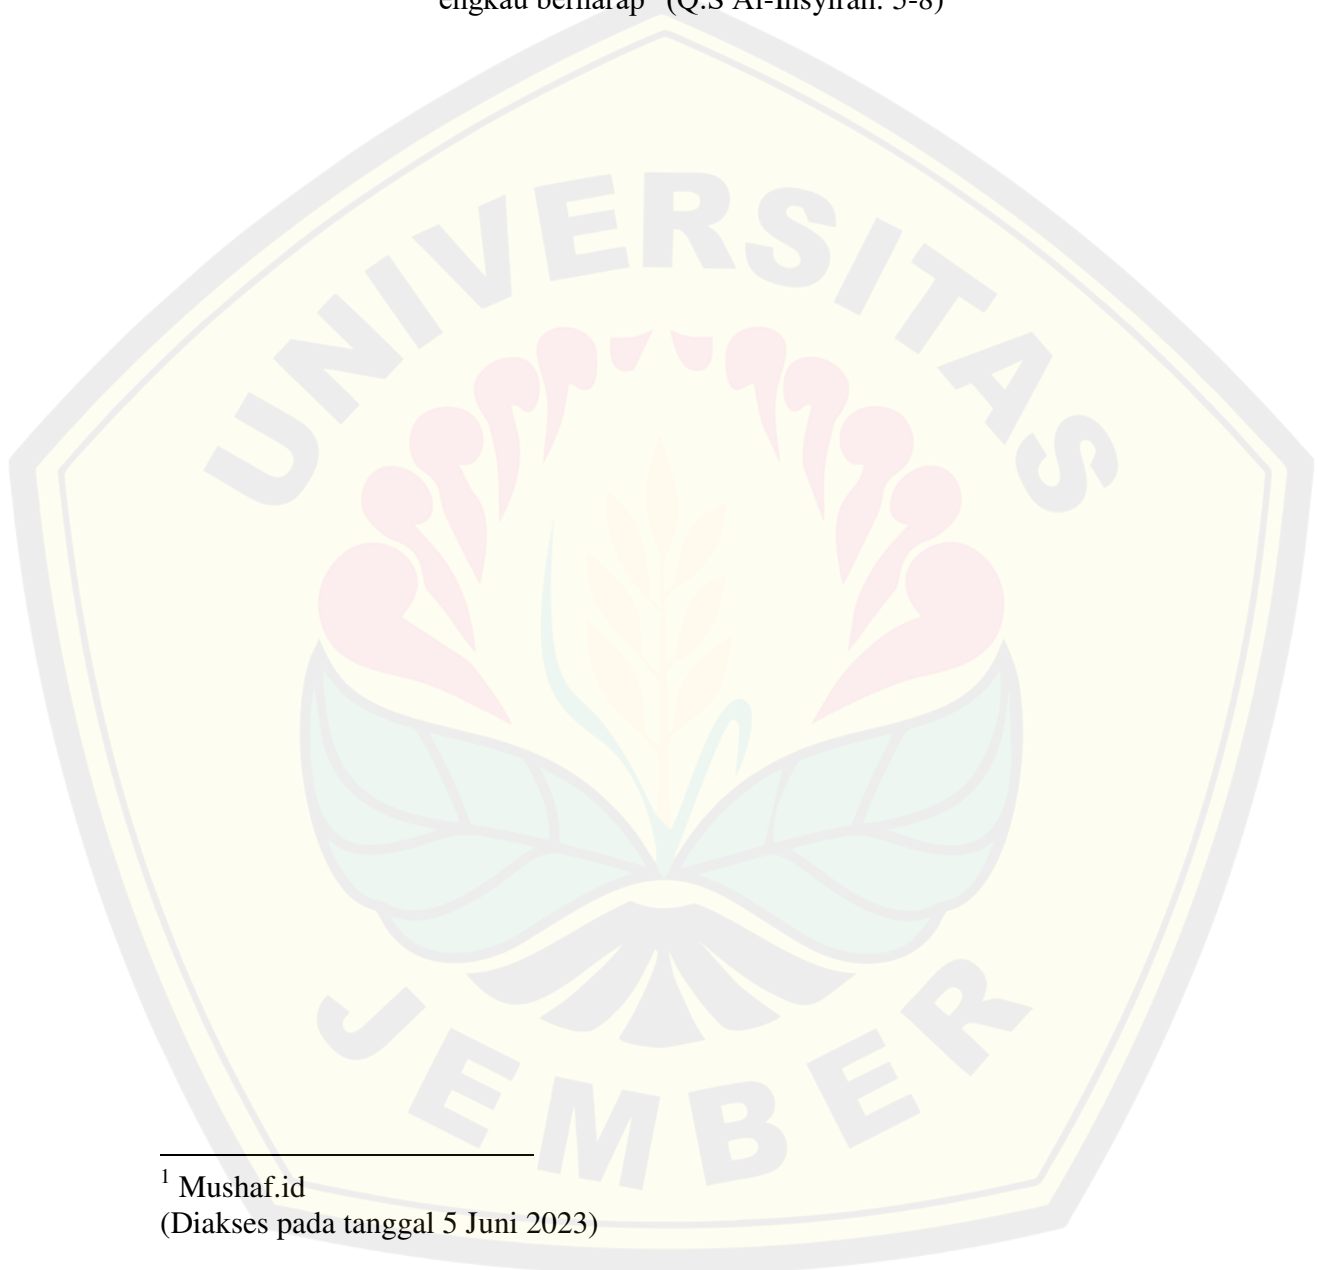 engkau berharap" (Q.S Al-Insyirah: 5-8)
UNIVERSITAS
JEMBER
1 Mushaf.id
(Diakses pada tanggal 5 Juni 2023)